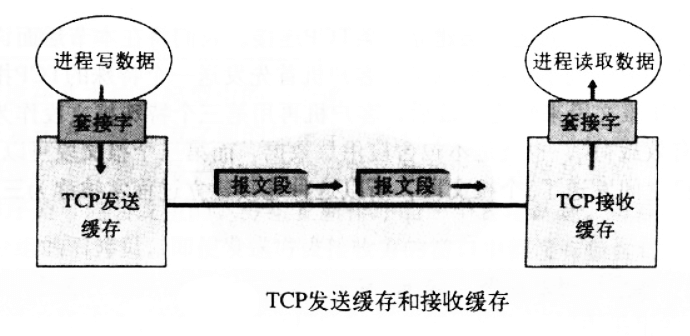 进程写数据
进程读取数据
套接字
套接字
报文段
报文段
TCP发送
缓存
TCP接收
缓存
TCP发送缓存和接收缓存